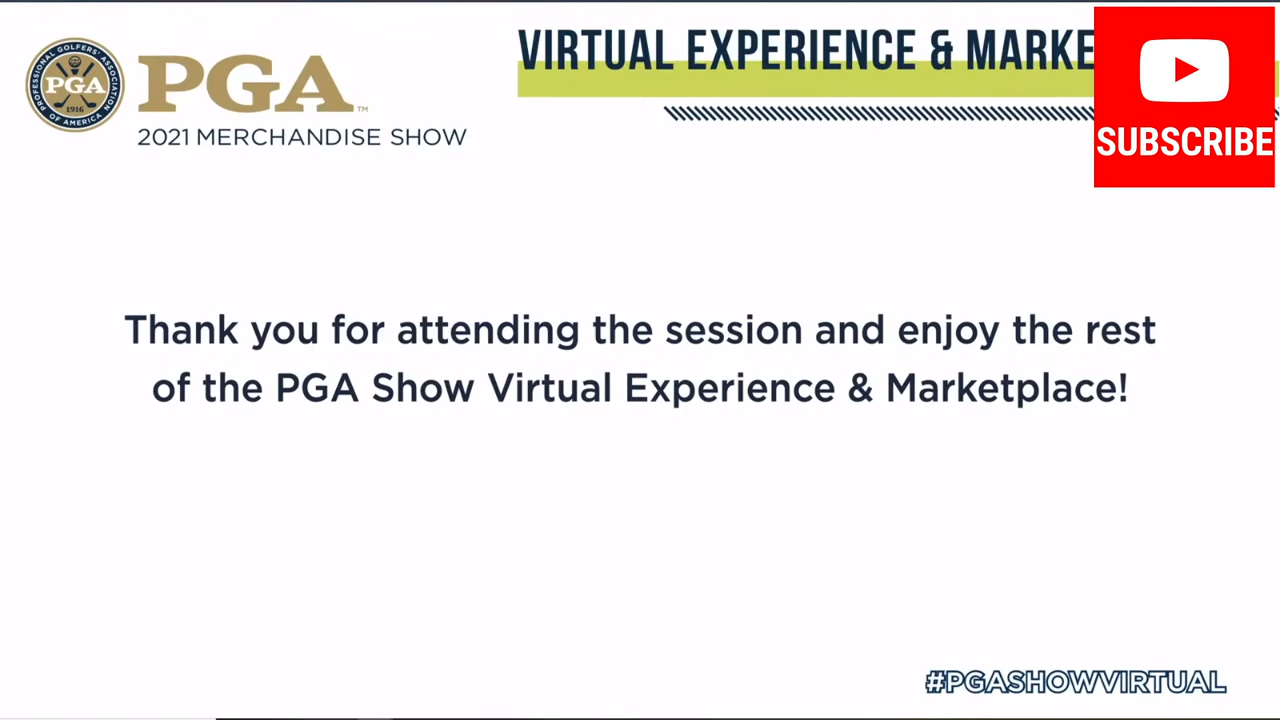 PROFESSIONAL GOLFERS' ASSOCIATION
OF AMERICA
PGA
1916
PGA™
2021 MERCHANDISE SHOW
VIRTUAL EXPERIENCE & MARKE
SUBSCRIBE
Thank you for attending the session and enjoy the rest
of the PGA Show Virtual Experience & Marketplace!
#PGASHOWVIRTUAL